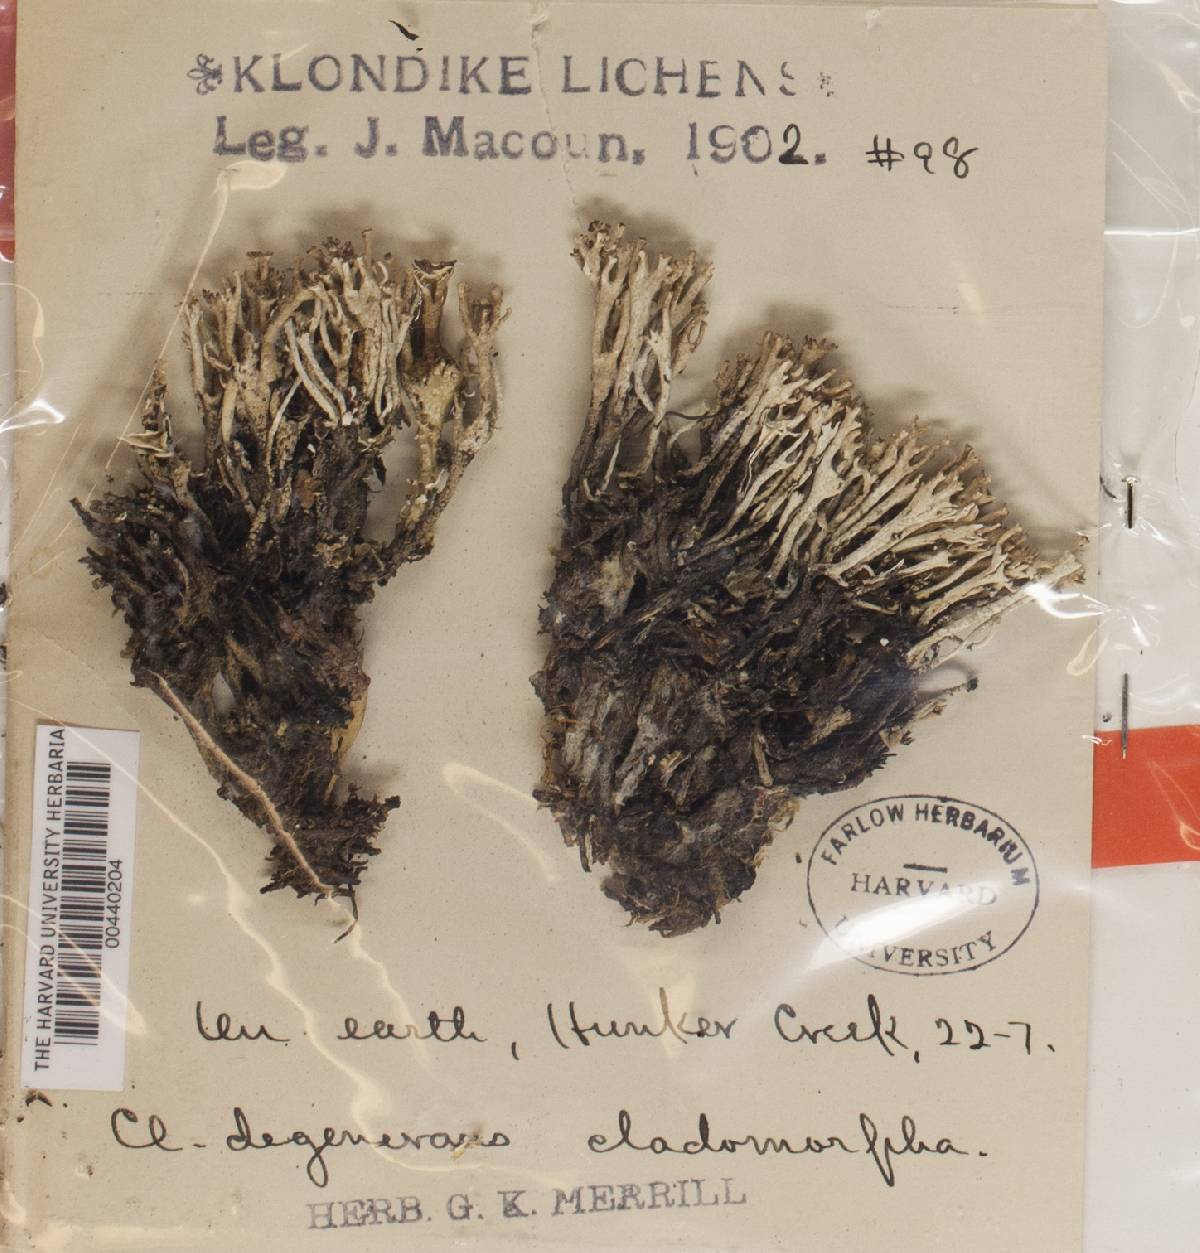 KLONDIKE LICHENS
Leg. J. Macoun, 1902. #98
THE HARVARD UNIVERSITY HERBARIA
00440204
FARLOW HERBARIUM
HARVARD
UNIVERSITY
On earth, Hunker Creek, 22-7.
Cl. degenerans cladomorpha.
HERB. G. K. MERRILL